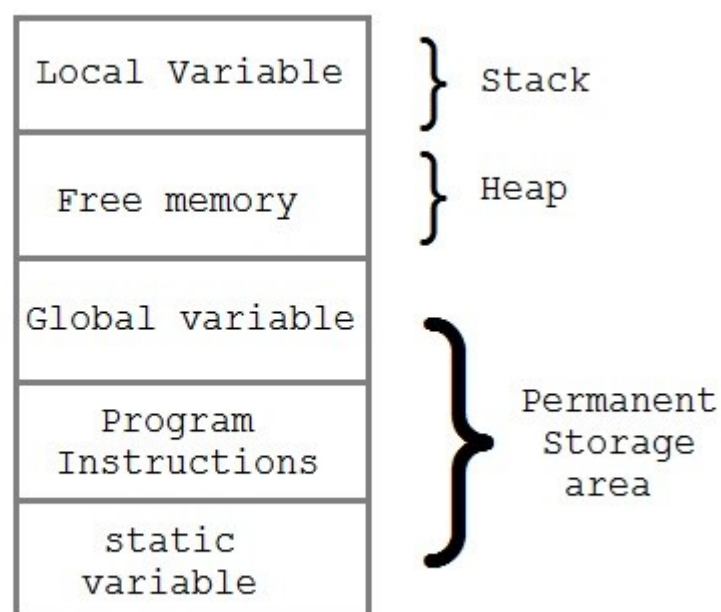 Local Variable
Stack
Free memory
Heap
Global variable
Program
Instructions
Permanent
Storage
area
static
variable